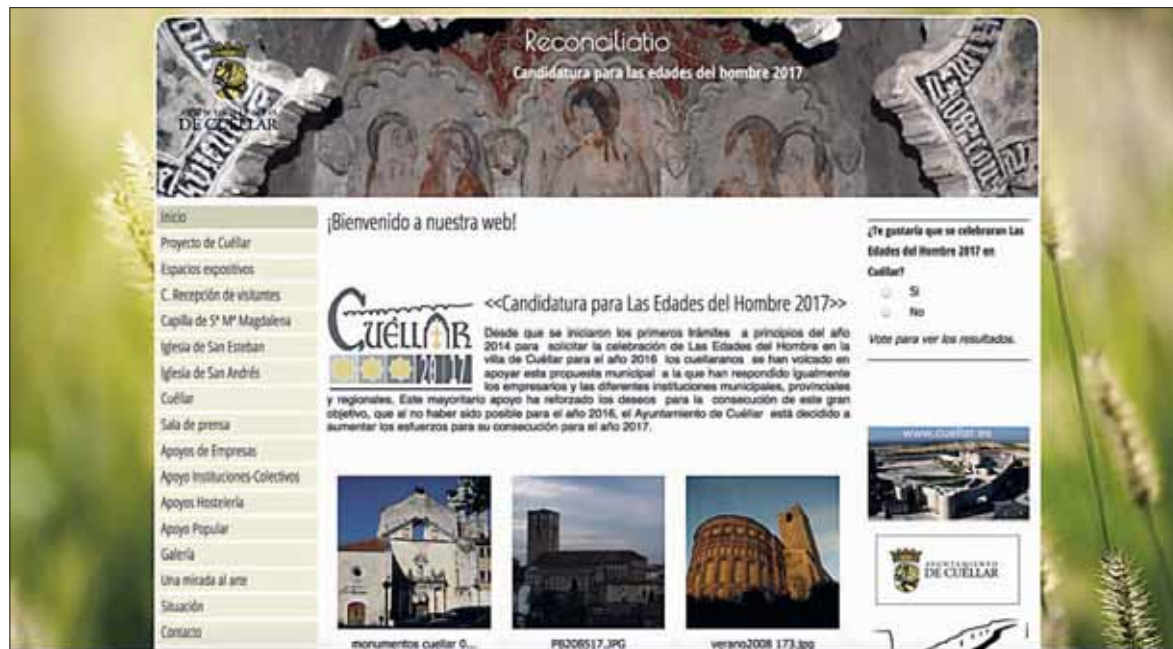 Reconciliatio
Candidatura para las edades del hombre 2017
DE CUÉLLAR
Inicio
Proyecto de Cuéllar
Espacios expositivos
C. Recepción de visitantes
Capilla de Sª Mª Magdalena
Iglesia de San Esteban
Iglesia de San Andrés
Cuéllar
Sala de prensa
Apoyos de Empresas
Apoyo Instituciones-Colectivos
Apoyos Hostelería
Apoyo Popular
Galería
Una mirada al arte
Situación
Contacto
¡Bienvenido a nuestra web!
CUÉLLAR
2017
<<Candidatura para Las Edades del Hombre 2017>>
Desde que se iniciaron los primeros trámites a principios del año
2014 para solicitar la celebración de Las Edades del Hombre en la
villa de Cuéllar para el año 2016 los cuellaranos se han volcado en
apoyar esta propuesta municipal a la que han respondido igualmente
los empresarios y las diferentes instituciones municipales, provinciales
y regionales. Este mayoritario apoyo ha reforzado los deseos para la consecución de este gran
objetivo, que al no haber sido posible para el año 2016, el Ayuntamiento de Cuéllar está decidido a
aumentar los esfuerzos para su consecución para el año 2017.
monumentos cuellar 0...
PB206517.JPG
verano2008 173.jpg
¿Te gustaría que se celebraran Las
Edades del Hombre 2017 en
Cuéllar?
Si
No
Vote para ver los resultados.
www.cuellar.es
AYUNTAMIENTO
DE CUÉLLAR